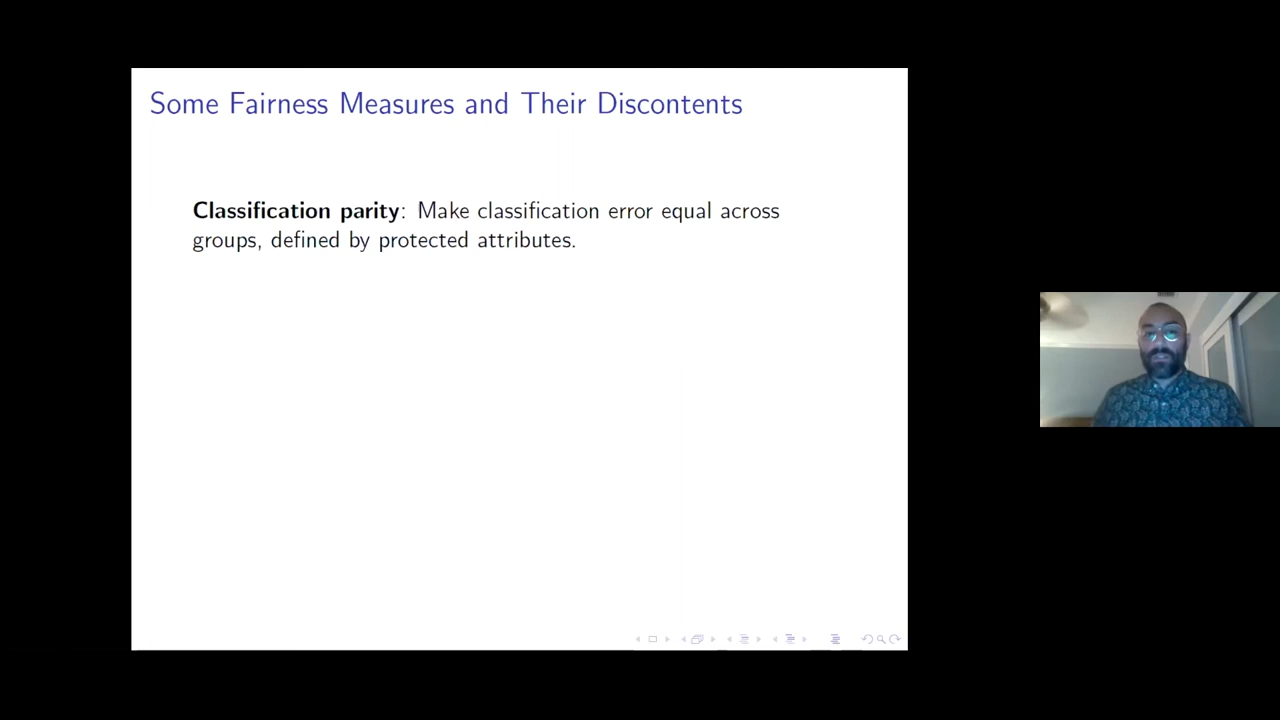 Some Fairness Measures and Their Discontents
Classification parity: Make classification error equal across
groups, defined by protected attributes.